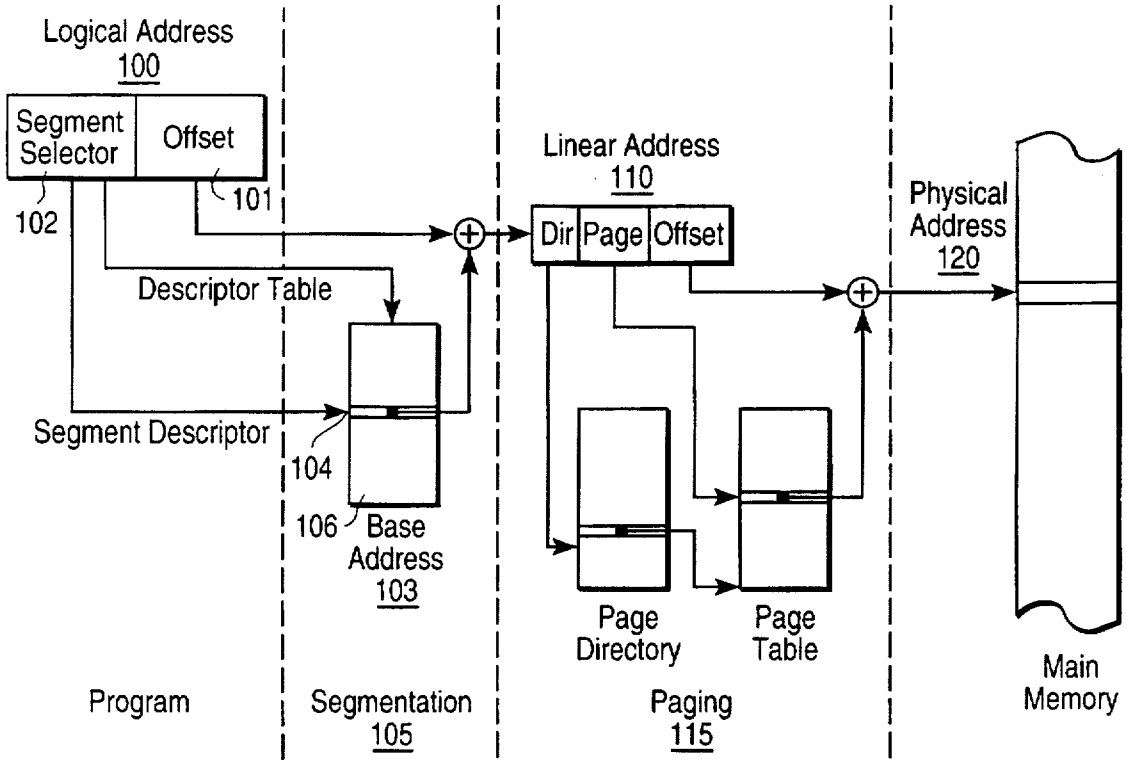 Logical Address
100
Segment
Selector
Offset
102
101
Descriptor Table
Segment Descriptor
104
106
Base
Address
103
Linear Address
110
Dir
Page
Offset
Page
Directory
Page
Table
Physical
Address
120
Main
Memory
Program
Segmentation
105
Paging
115